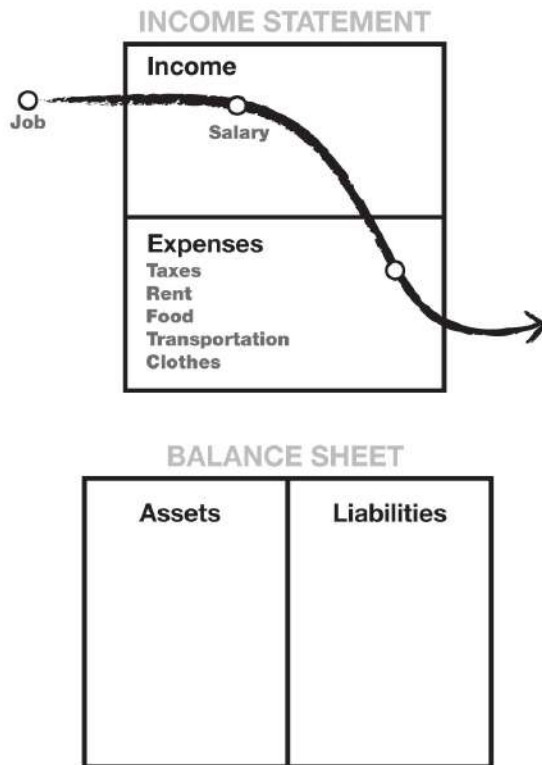 INCOME STATEMENT
Income
Job
Salary
Expenses
Taxes
Rent
Food
Transportation
Clothes
BALANCE SHEET
Assets
Liabilities